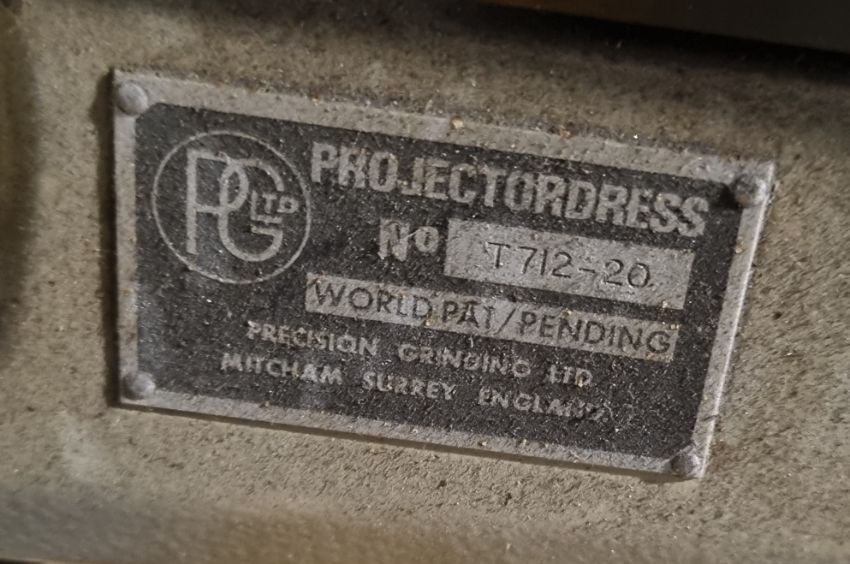 PG LTD
PROJECTORDRESS
No T712-20
WORLD PAT/PENDING
PRECISION GRINDING LTD
MITCHAM SURREY ENGLAND